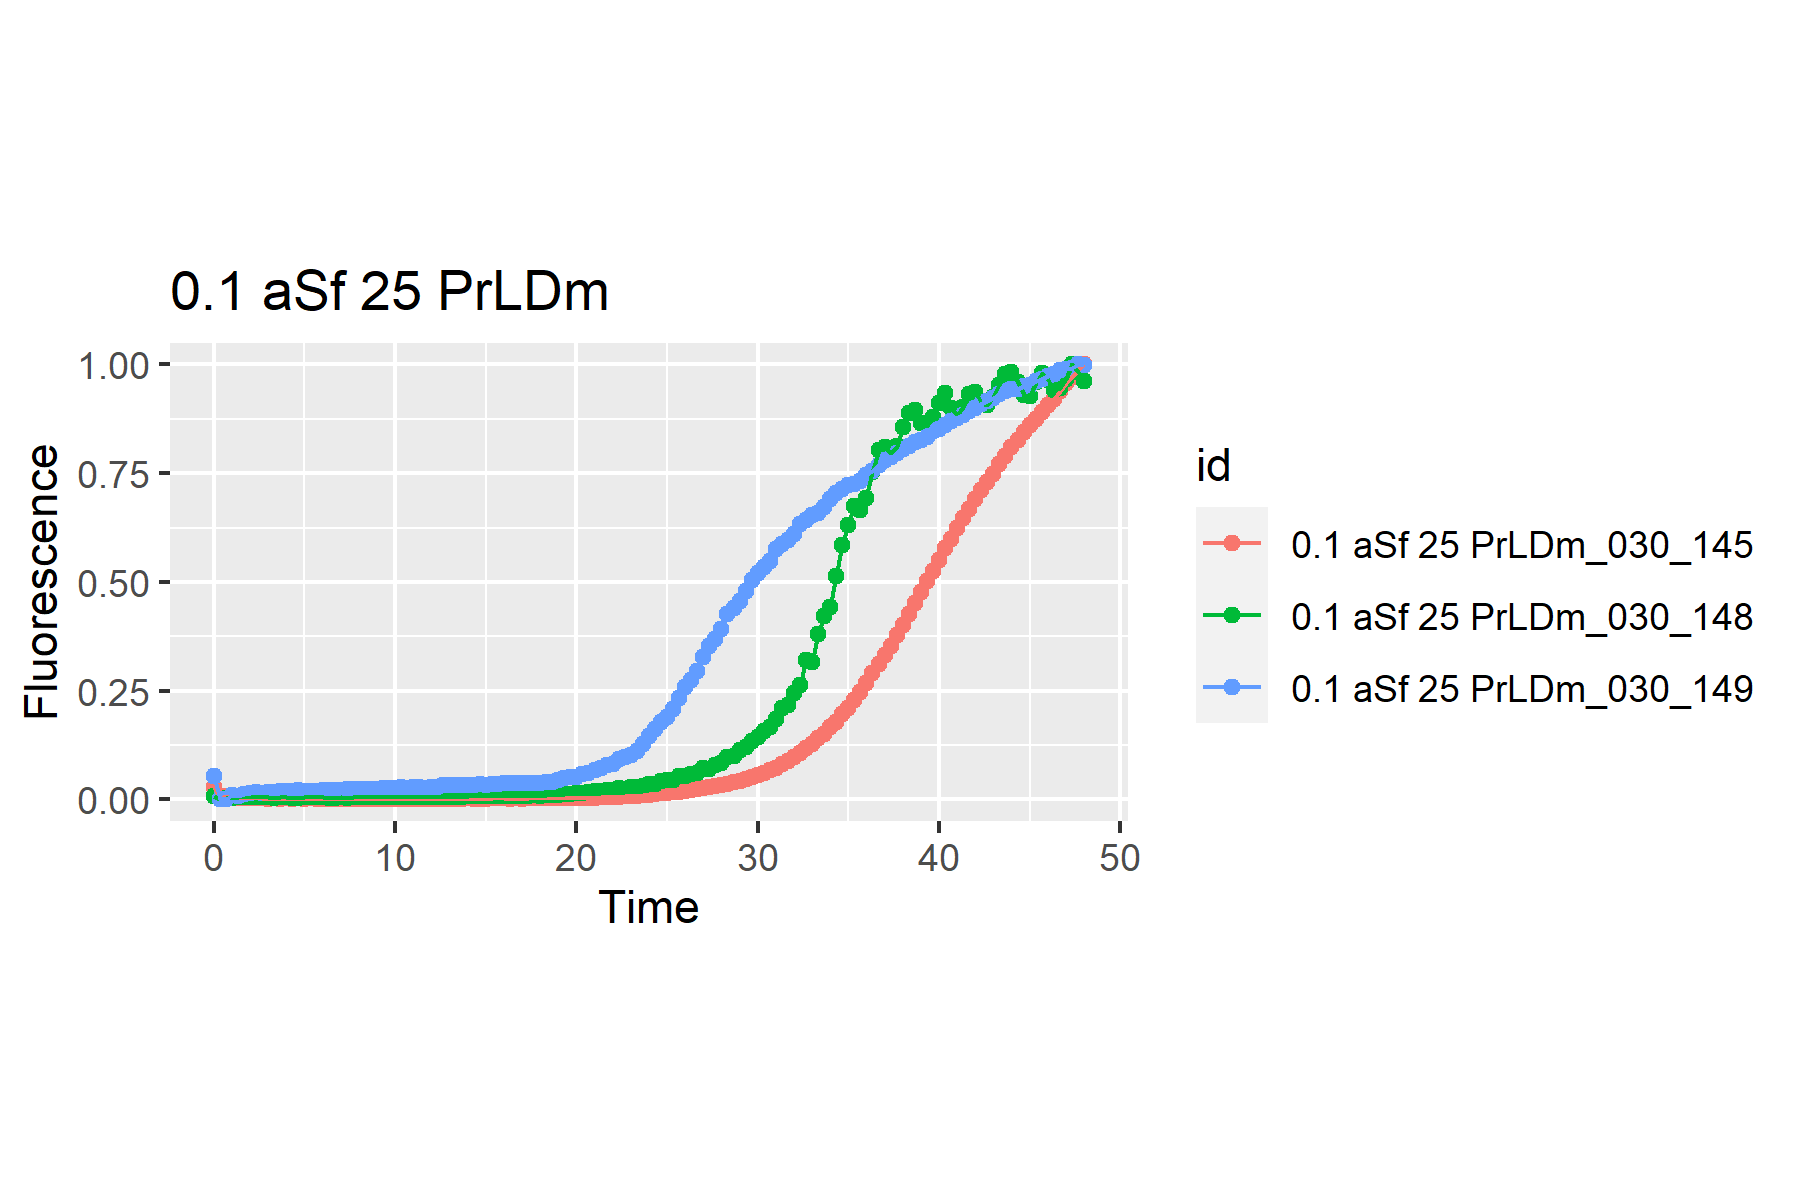 0.1 aSf 25 PrLDm
1.00
0.75
0.50
0.25
0.00
Fluorescence
0 10 20 30 40 50
Time
id
0.1 aSf 25 PrLDm_030_145
0.1 aSf 25 PrLDm_030_148
0.1 aSf 25 PrLDm_030_149